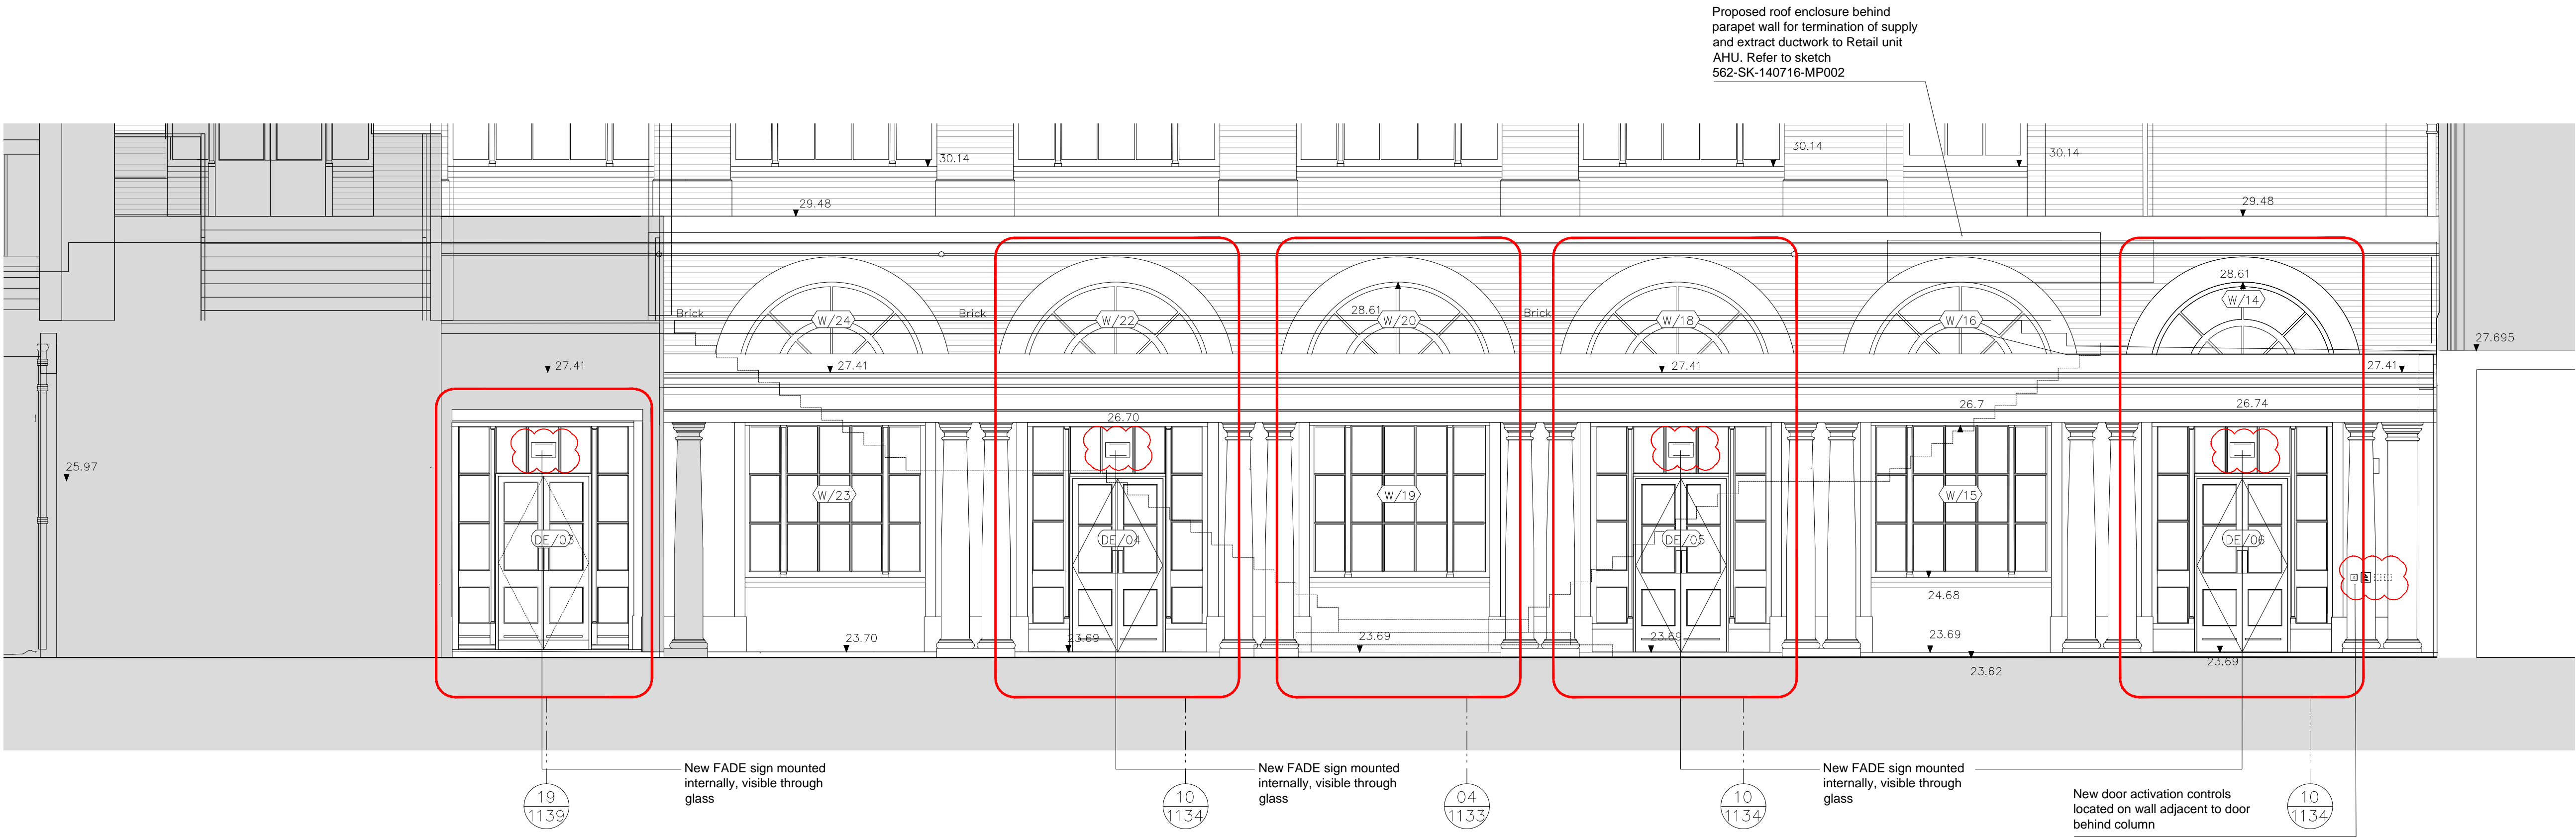 Proposed roof enclosure behind
parapet wall for termination of supply
and extract ductwork to Retail unit
AHU. Refer to sketch
562-SK-140716-MP002
30.14
30.14
30.14
29.48
29.48
28.61
28.61
Brick
Brick
Brick
W/24
W/22
W/20
W/18
W/16
W/14
27.695
27.41
27.41
27.41
27.41
26.70
26.7
26.74
25.97
W/23
W/19
W/15
DE/03
DE/04
DE/05
DE/06
24.68
23.70
23.69
23.69
23.69
23.69
23.69
23.62
New FADE sign mounted
internally, visible through
glass
New FADE sign mounted
internally, visible through
glass
New FADE sign mounted
internally, visible through
glass
New door activation controls
located on wall adjacent to door
behind column
19
1139
10
1134
04
1133
10
1134
10
1134